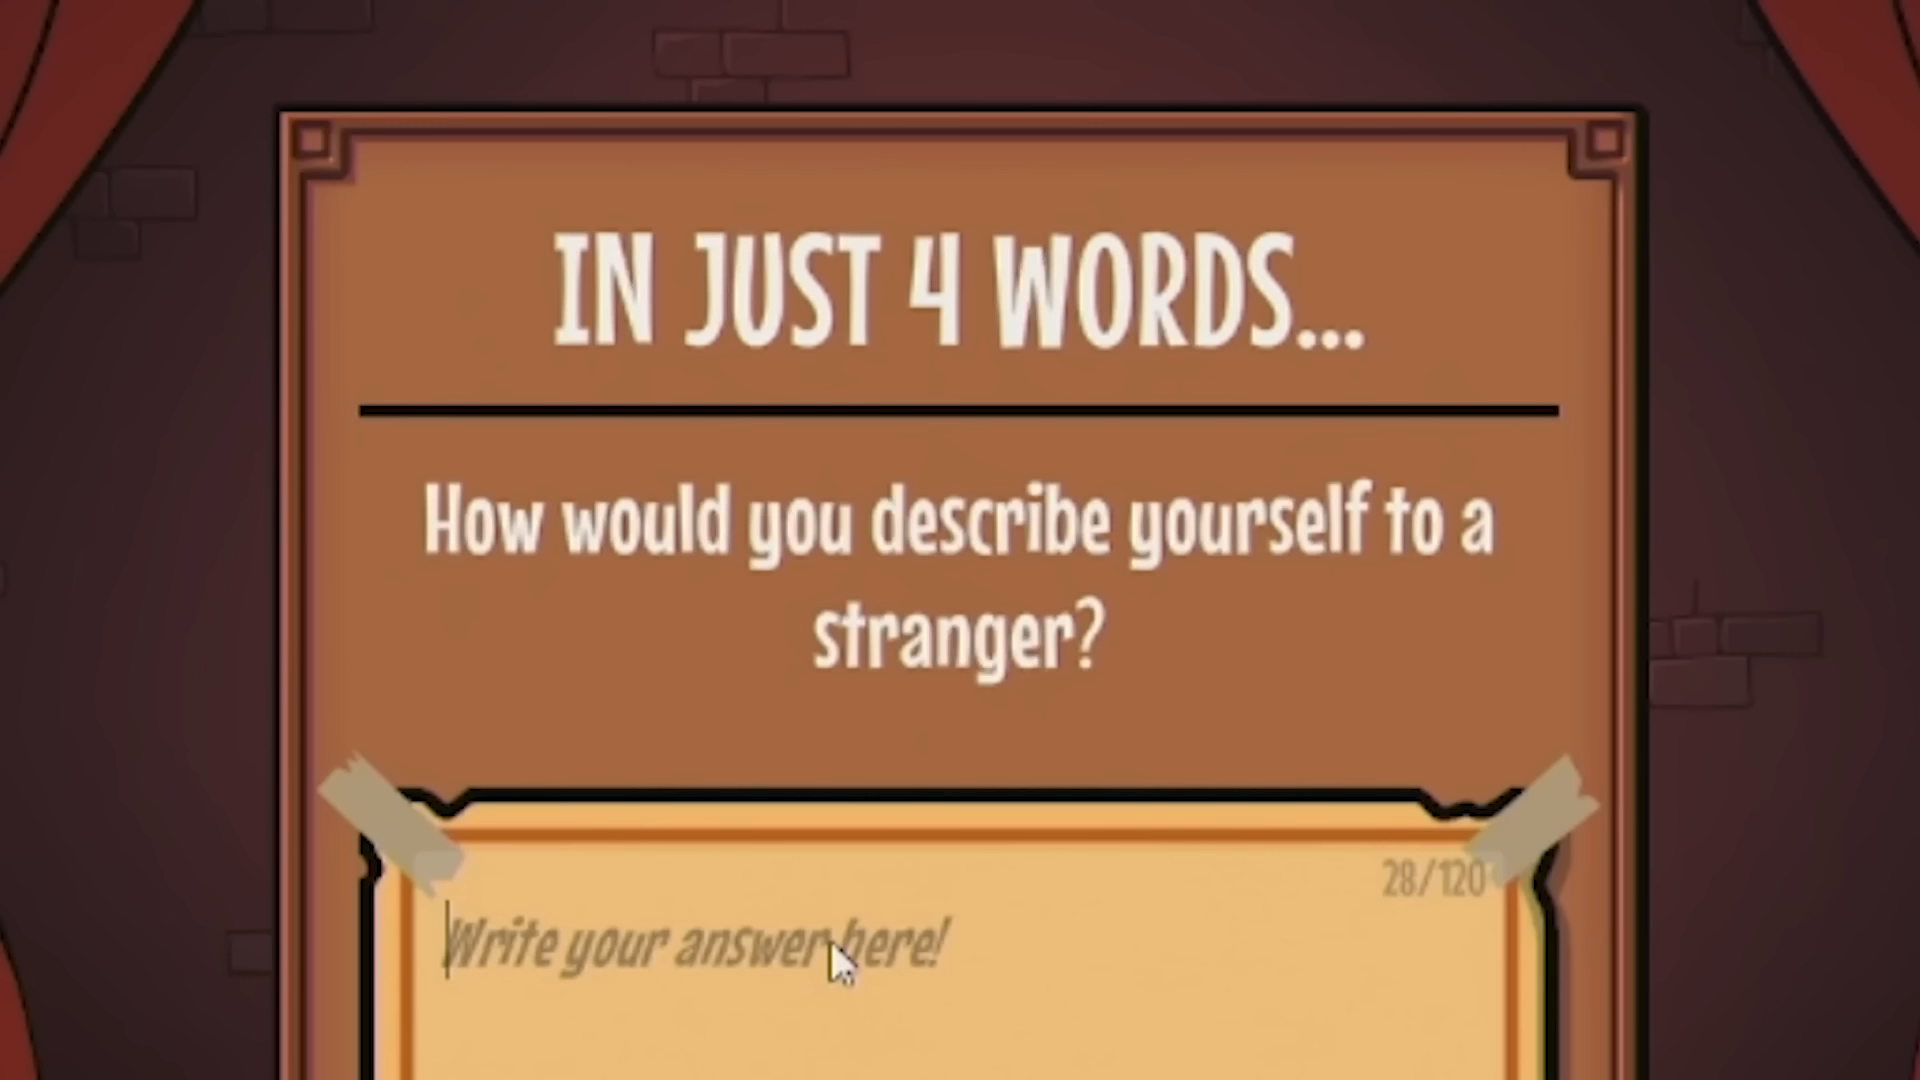 IN JUST 4 WORDS...
How would you describe yourself to a
stranger?
28/120
Write your answer here!